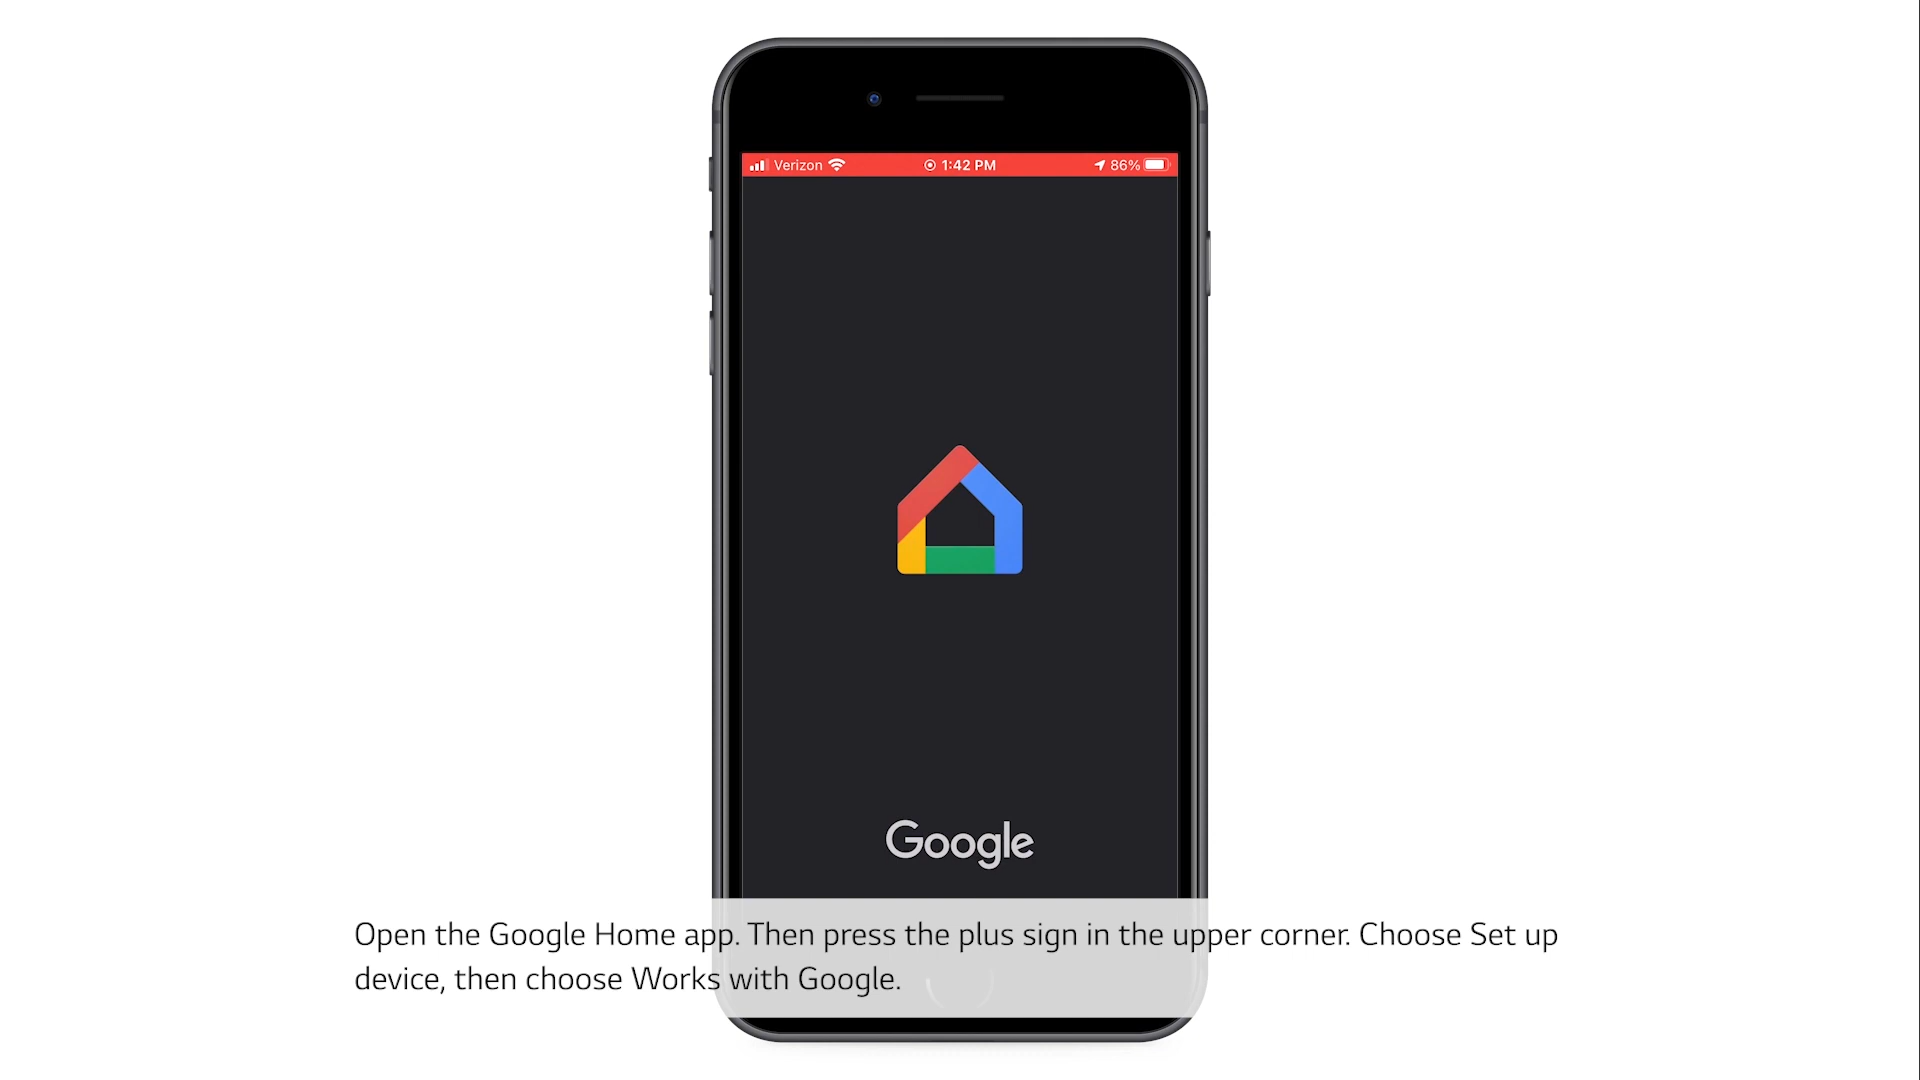 Verizon 1:42 PM 86%
Google
Open the Google Home app. Then press the plus sign in the upper corner. Choose Set up
device, then choose Works with Google.